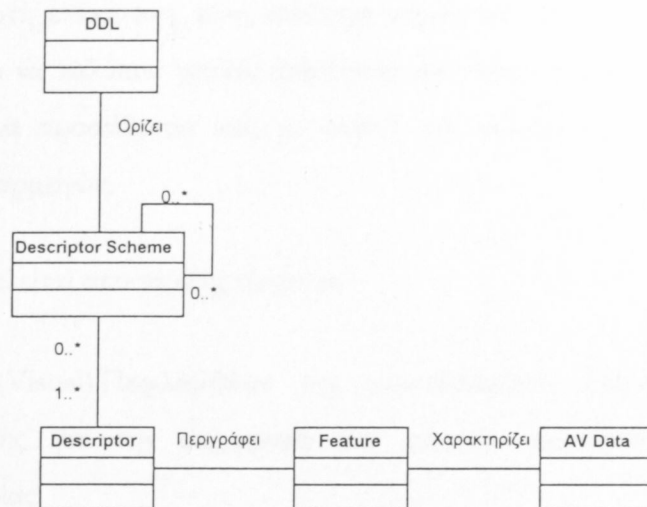 DDL
Ορίζει
0..*
Descriptor Scheme
0..*
0..*
1..*
Descriptor
Περιγράφει
Feature
Χαρακτηρίζει
AV Data